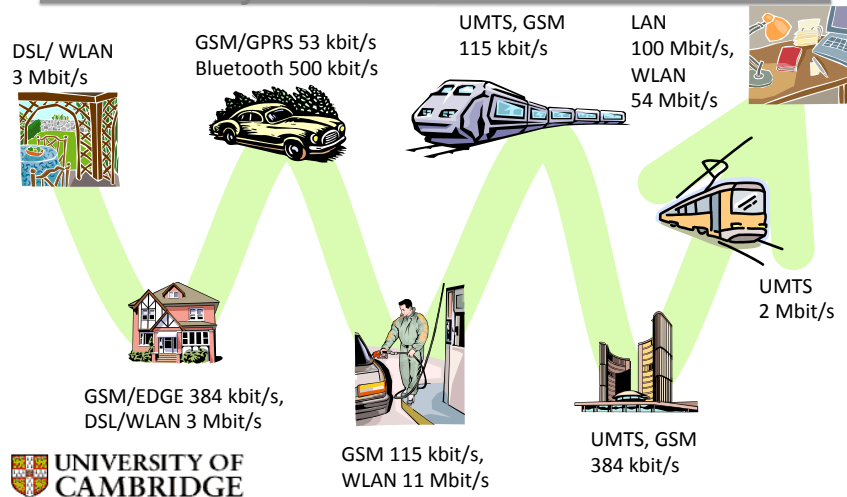 DSL/ WLAN
3 Mbit/s
GSM/GPRS 53 kbit/s
Bluetooth 500 kbit/s
UMTS, GSM
115 kbit/s
LAN
100 Mbit/s,
WLAN
54 Mbit/s
UMTS
2 Mbit/s
GSM/EDGE 384 kbit/s,
DSL/WLAN 3 Mbit/s
GSM 115 kbit/s,
WLAN 11 Mbit/s
UMTS, GSM
384 kbit/s
UNIVERSITY OF
CAMBRIDGE